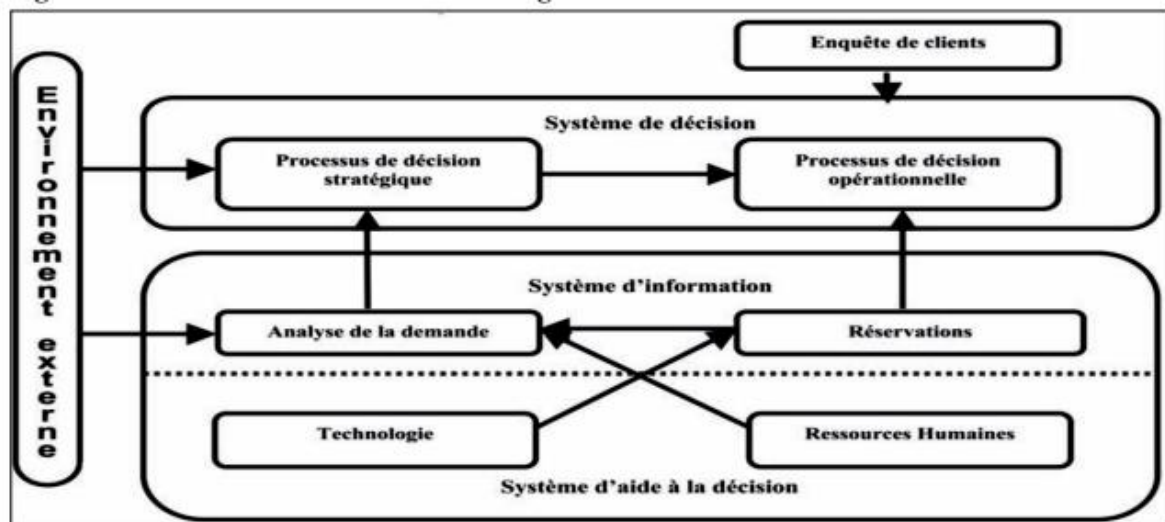 Enquête de clients
Environnement externe
Système de décision
Processus de décision
stratégique
Processus de décision
opérationnelle
Système d'information
Analyse de la demande
Réservations
Technologie
Ressources Humaines
Système d'aide à la décision